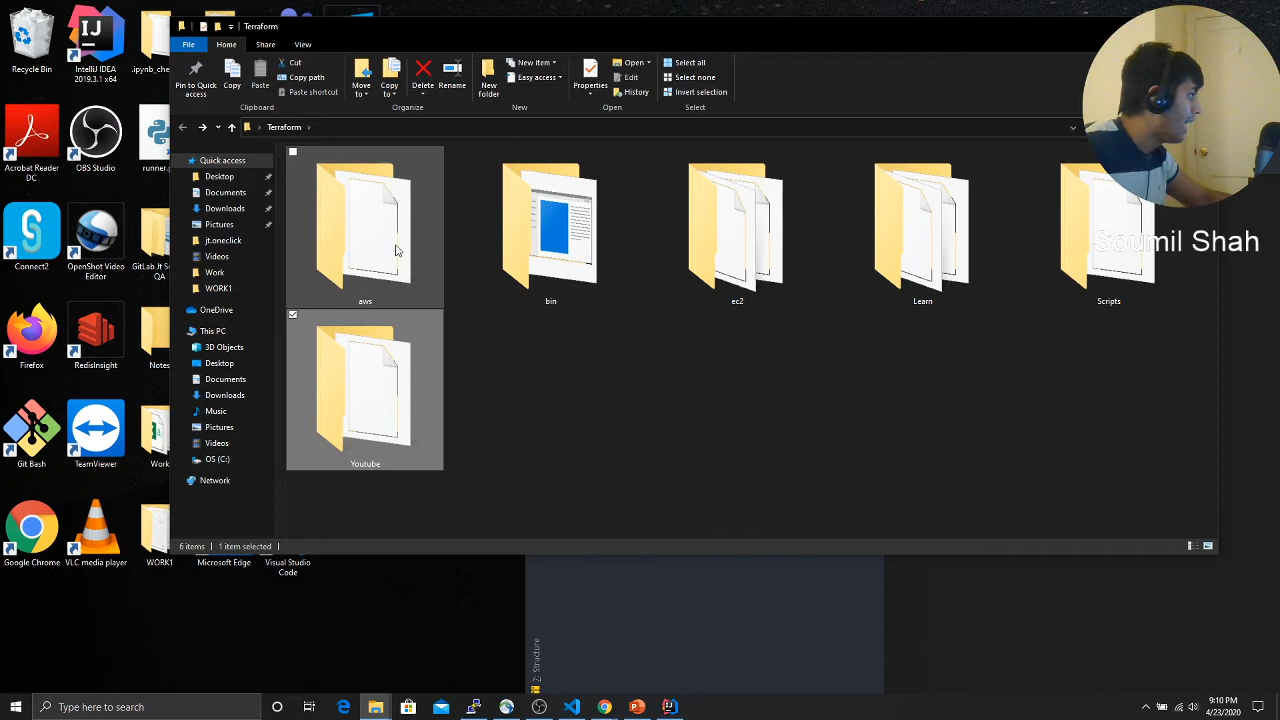 Terraform
File
Home
Share
View
Pin to Quick access
Copy
Paste
Cut
Copy path
Paste shortcut
Clipboard
Move to
Copy to
Delete
Rename
Organize
New folder
New item
Easy access
New
Properties
Open
Edit
History
Open
Select all
Select none
Invert selection
Select
Terraform
Quick access
Desktop
Documents
Downloads
Pictures
jt.oneclick
Videos
Work
WORK1
OneDrive
This PC
3D Objects
Desktop
Documents
Downloads
Music
Pictures
Videos
OS (C:)
Network
aws
bin
ec2
Learn
Scripts
Youtube
6 items
1 item selected
Soumil Shah
Recycle Bin
IntelliJ IDEA
2019.3.1 x64
.ipynb_che
Acrobat Reader
DC
OBS Studio
runner.
Connect2
OpenShot Video
Editor
GitLab It S
QA
Firefox
RedisInsight
Notes
Git Bash
TeamViewer
Work
Google Chrome
VLC media player
WORK1
Microsoft Edge
Visual Studio
Code
7: Structure
Type here to search
9:10 PM
4/23/2020